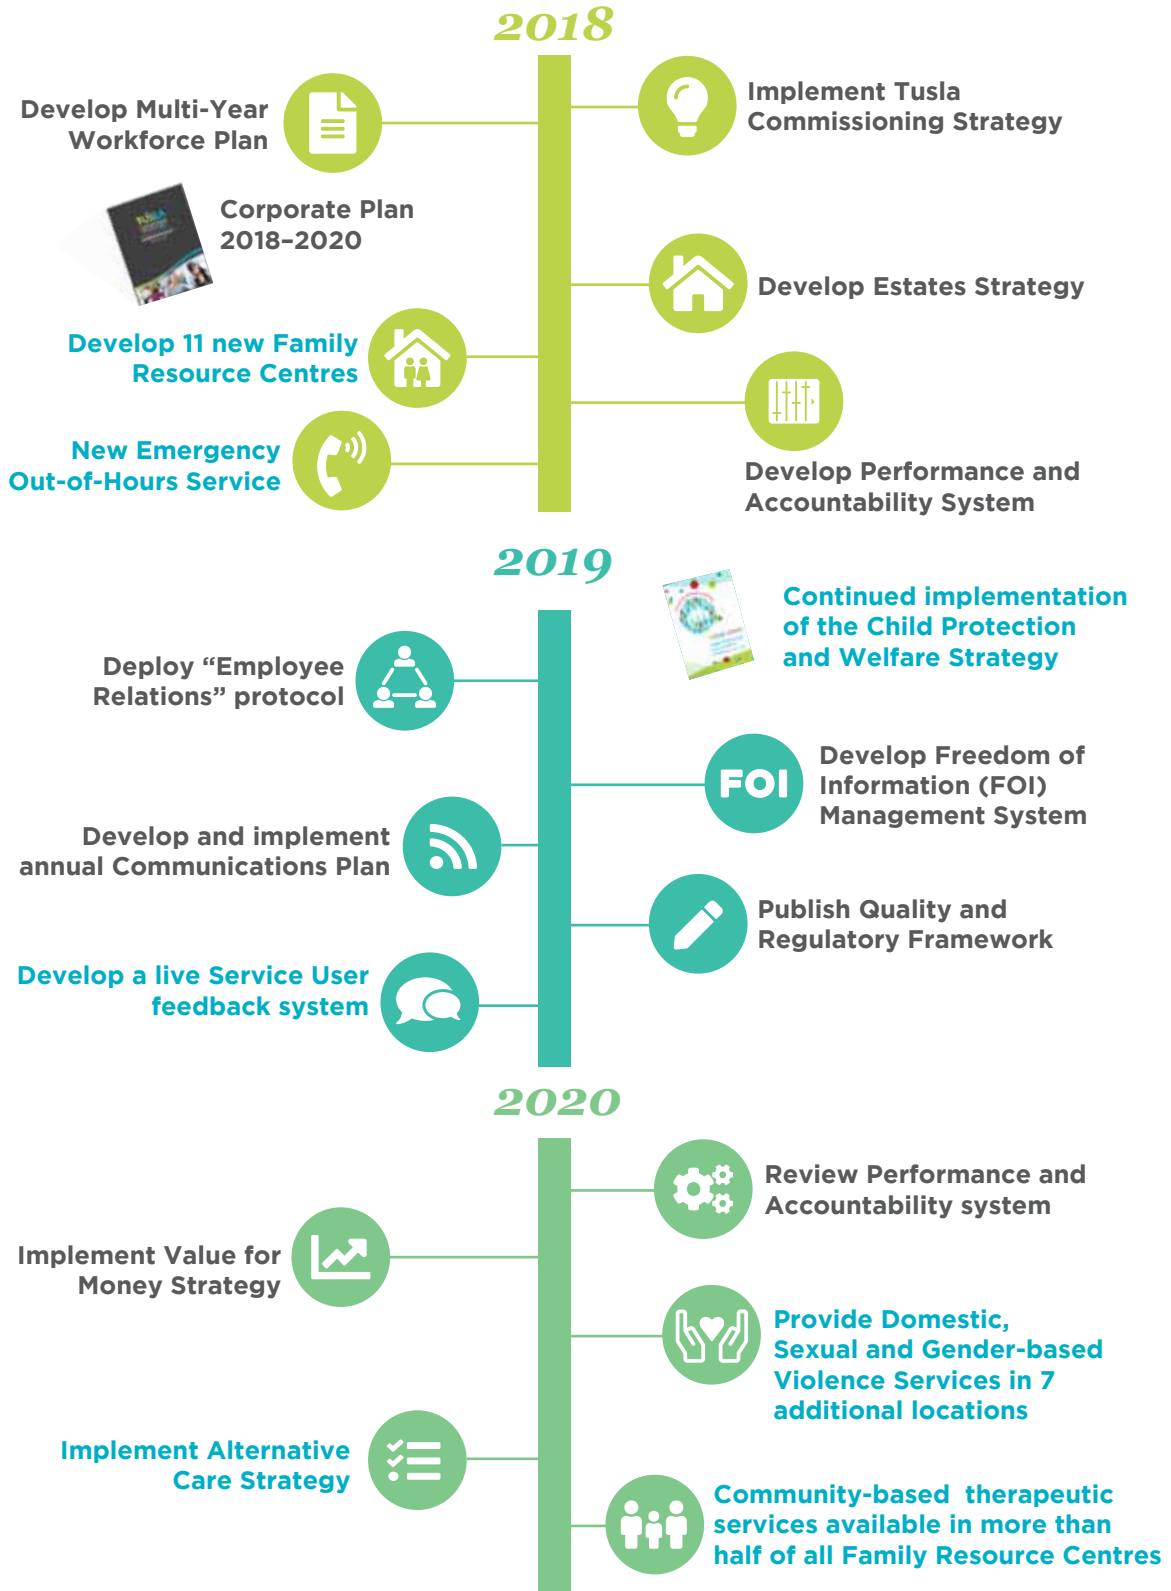 2018
Develop Multi-Year
Workforce Plan
Implement Tusla
Commissioning Strategy
TUSLA
Corporate Plan
2018–2020
Develop Estates Strategy
Develop 11 new Family
Resource Centres
New Emergency
Out-of-Hours Service
Develop Performance and
Accountability System
2019
Continued implementation
of the Child Protection
and Welfare Strategy
Deploy “Employee
Relations” protocol
FOI
Develop Freedom of
Information (FOI)
Management System
Develop and implement
annual Communications Plan
Publish Quality and
Regulatory Framework
Develop a live Service User
feedback system
2020
Review Performance and
Accountability system
Implement Value for
Money Strategy
Provide Domestic,
Sexual and Gender-based
Violence Services in 7
additional locations
Implement Alternative
Care Strategy
Community-based therapeutic
services available in more than
half of all Family Resource Centres